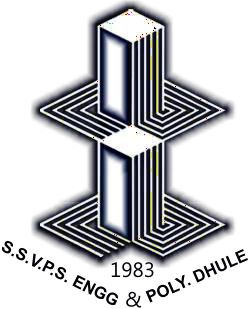 1983
S.S.V.P.S. ENGG & POLY. DHULE